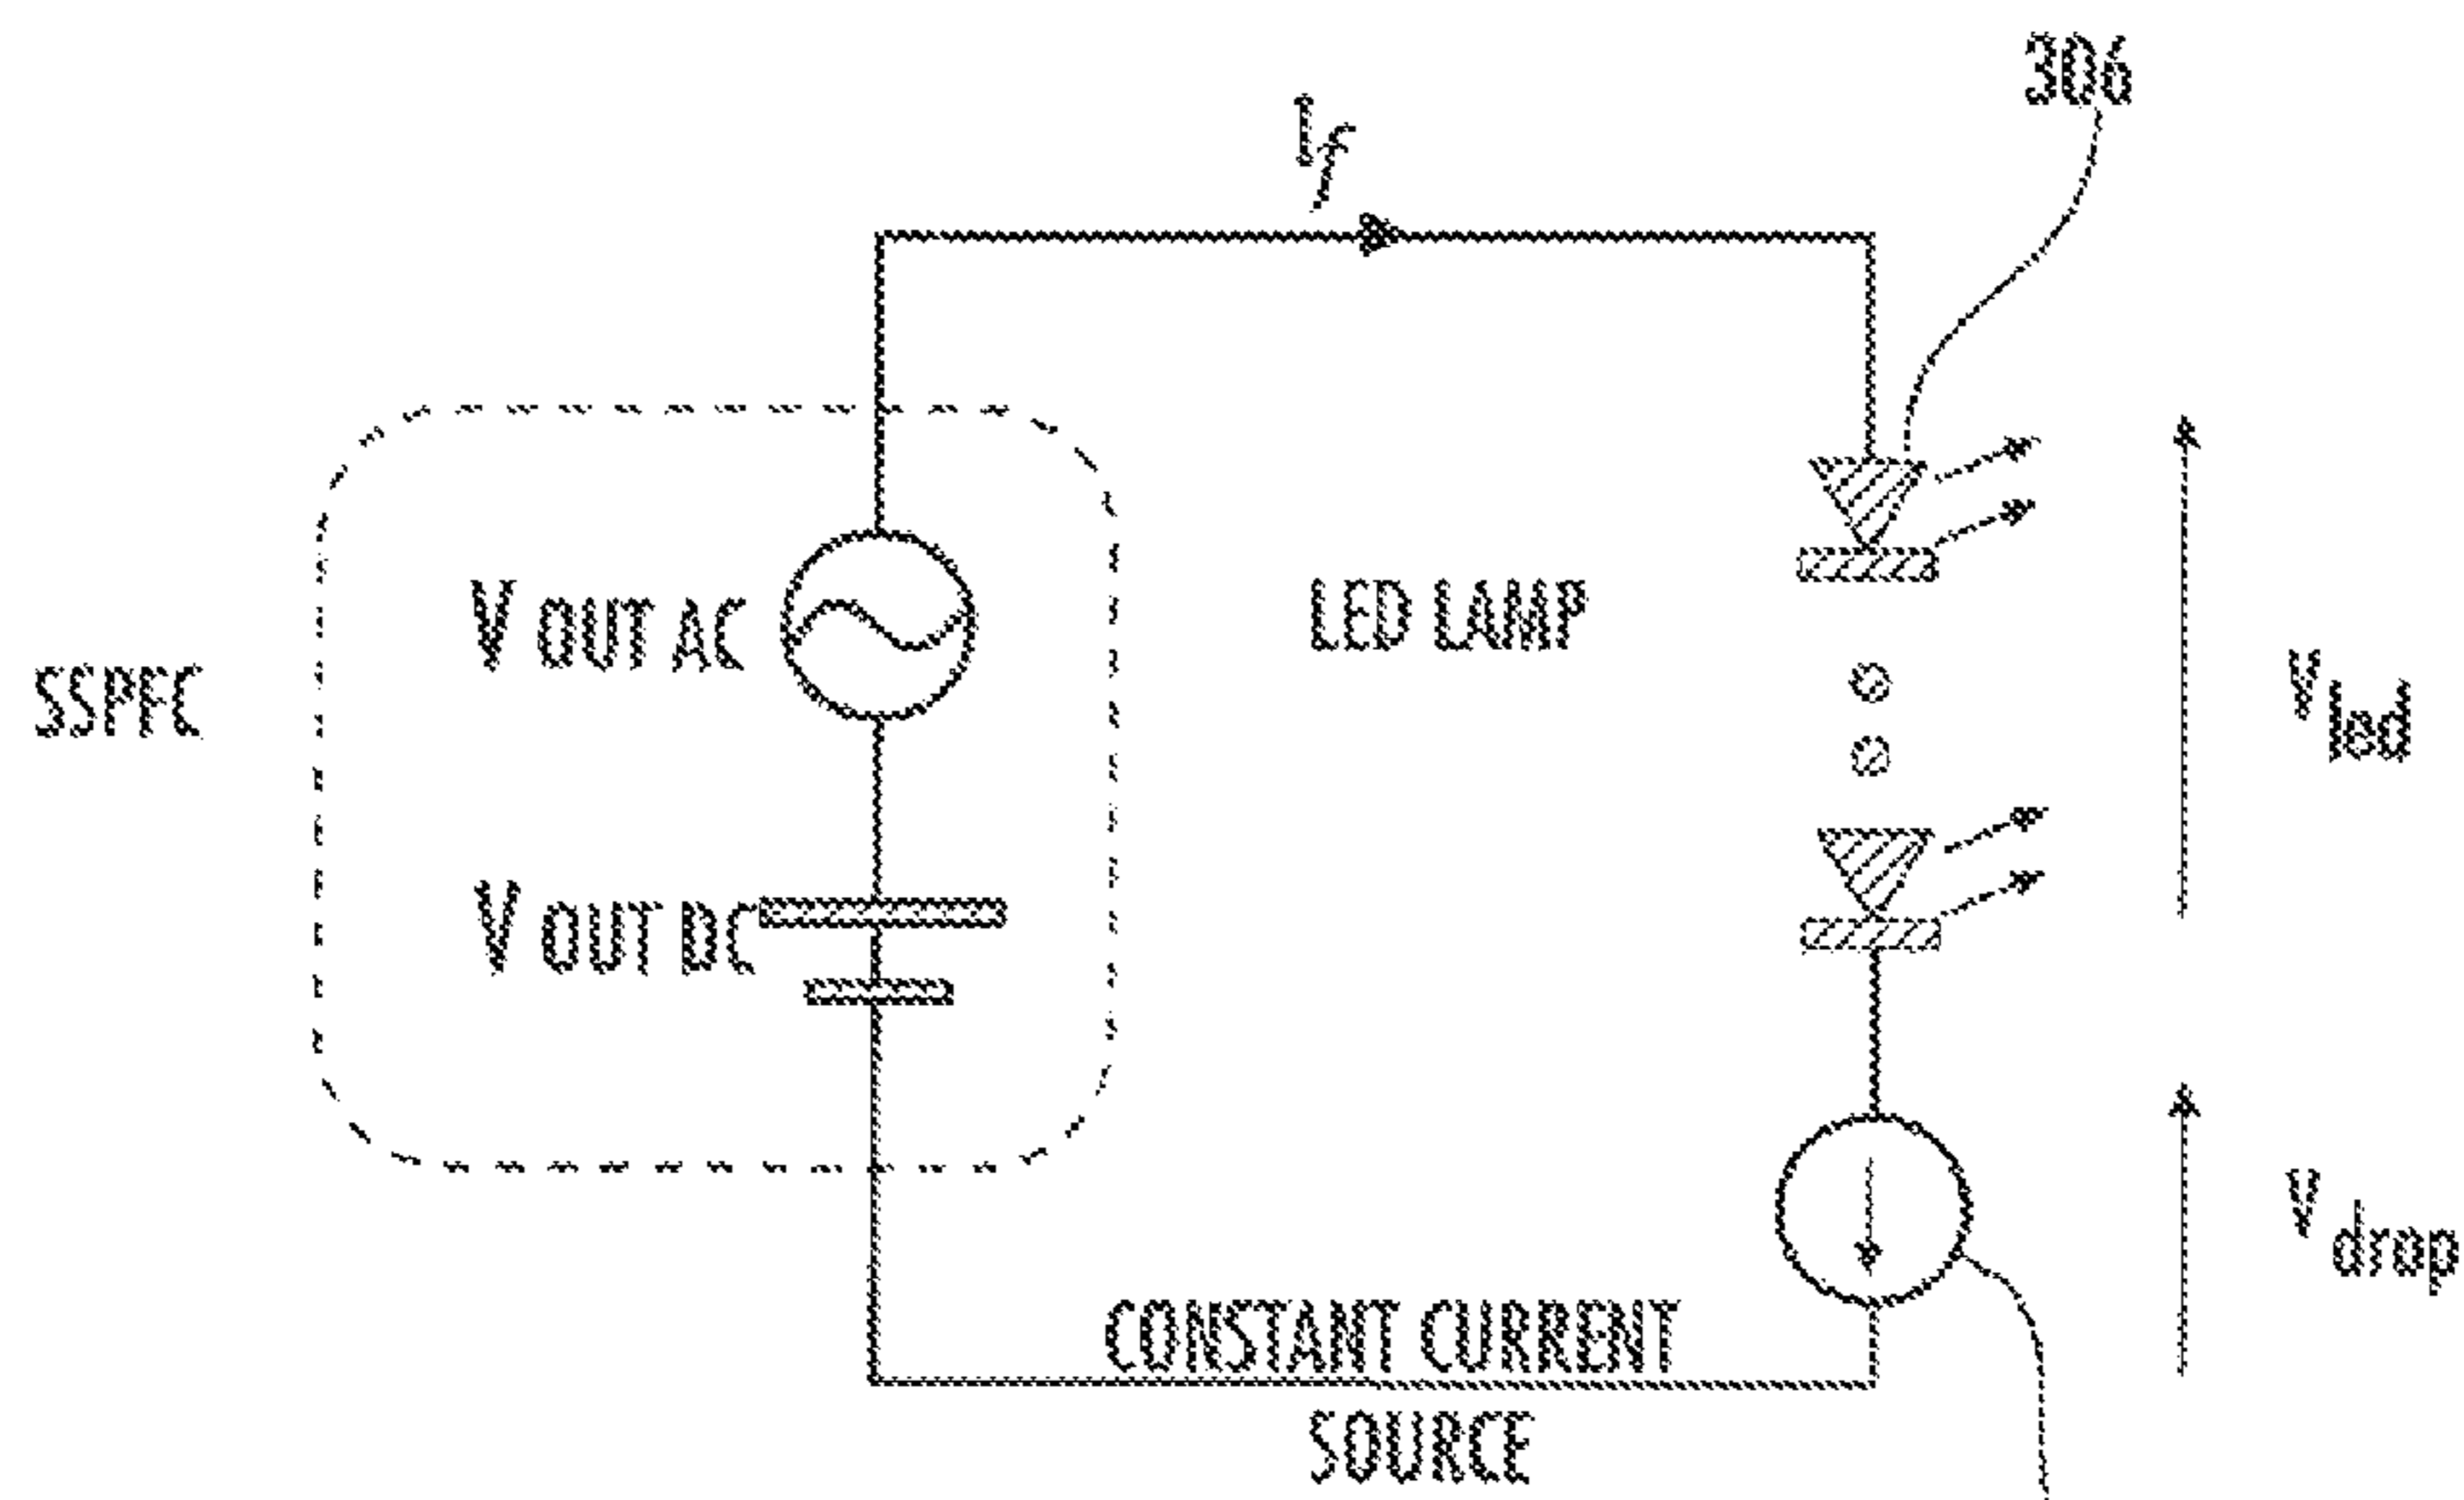 306
If
V OUT AC
LED LAMP
SSPFC
Vled
V OUT DC
Vdrop
CONSTANT CURRENT
SOURCE